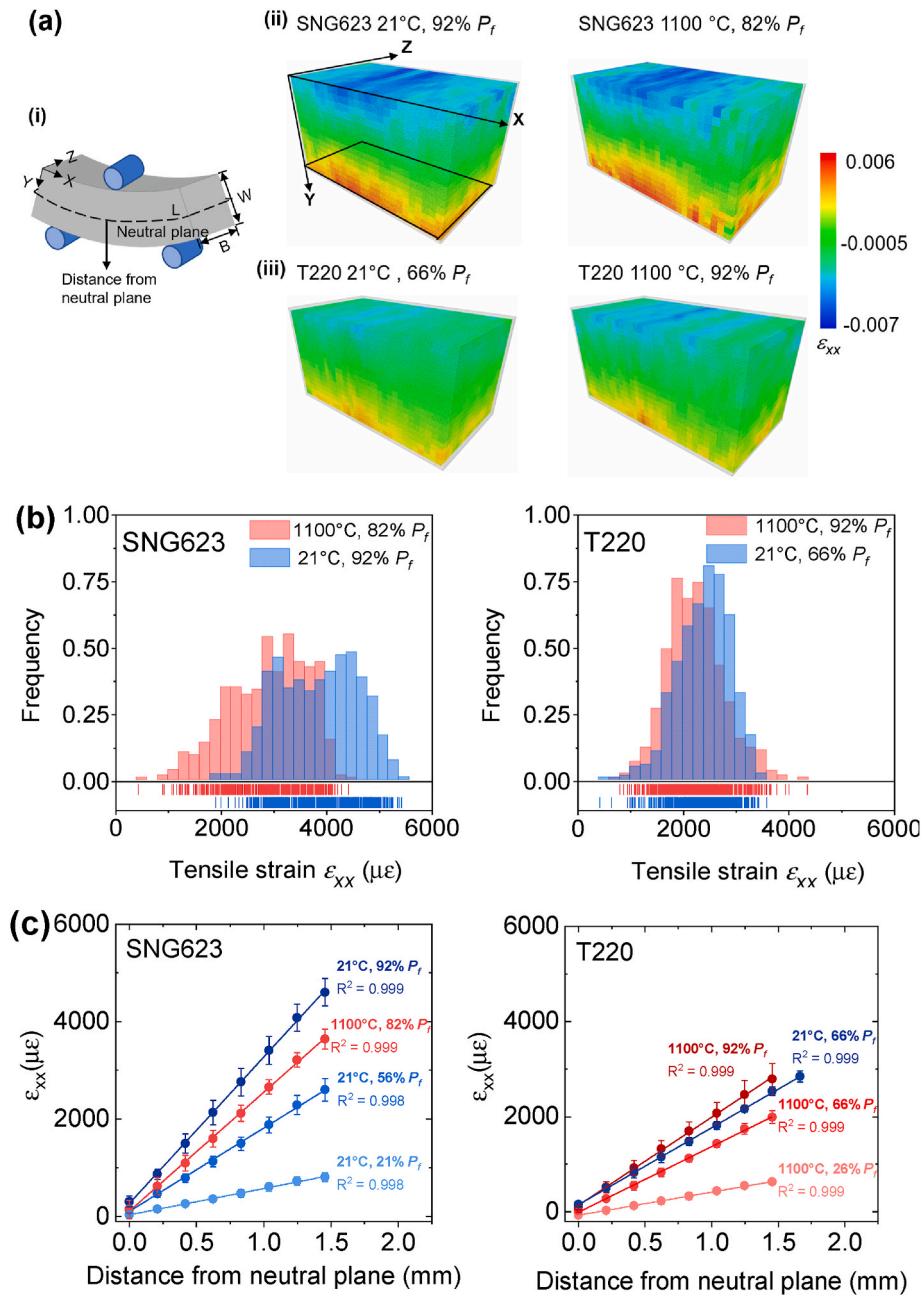 (a)
(i)
Z
X
Y
W
L
B
Neutral plane
Distance from
neutral plane
(ii)
SNG623 21°C, 92% Pf
SNG623 1100 °C, 82% Pf
Z
X
Y
(iii)
T220 21°C , 66% Pf
T220 1100 °C, 92% Pf
0.006
-0.0005
-0.007
εxx
(b)
SNG623
1100°C, 82% Pf
21°C, 92% Pf
1.00
0.75
0.50
0.25
0.00
Frequency
0 2000 4000 6000
Tensile strain εxx (με)
T220
1100°C, 92% Pf
21°C, 66% Pf
1.00
0.75
0.50
0.25
0.00
Frequency
0 2000 4000 6000
Tensile strain εxx (με)
(c)
SNG623
6000
4000
2000
0
εxx(με)
21°C, 92% Pf
R2 = 0.999
1100°C, 82% Pf
R2 = 0.999
21°C, 56% Pf
R2 = 0.998
21°C, 21% Pf
R2 = 0.998
0.0 0.5 1.0 1.5 2.0
Distance from neutral plane (mm)
T220
6000
4000
2000
0
εxx(με)
1100°C, 92% Pf
R2 = 0.999
21°C, 66% Pf
R2 = 0.999
1100°C, 66% Pf
R2 = 0.999
1100°C, 26% Pf
R2 = 0.999
0.0 0.5 1.0 1.5 2.0
Distance from neutral plane (mm)